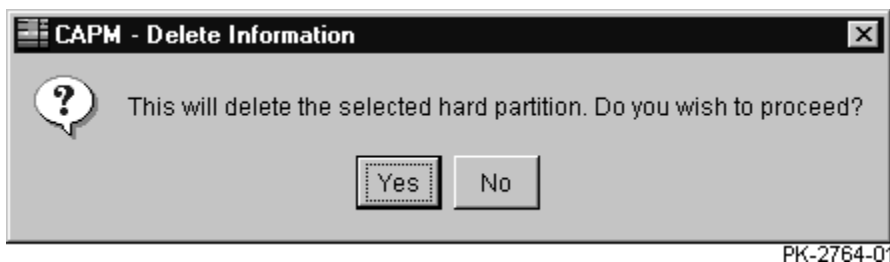 CAPM - Delete Information
?
This will delete the selected hard partition. Do you wish to proceed?
Yes No
PK-2764-01